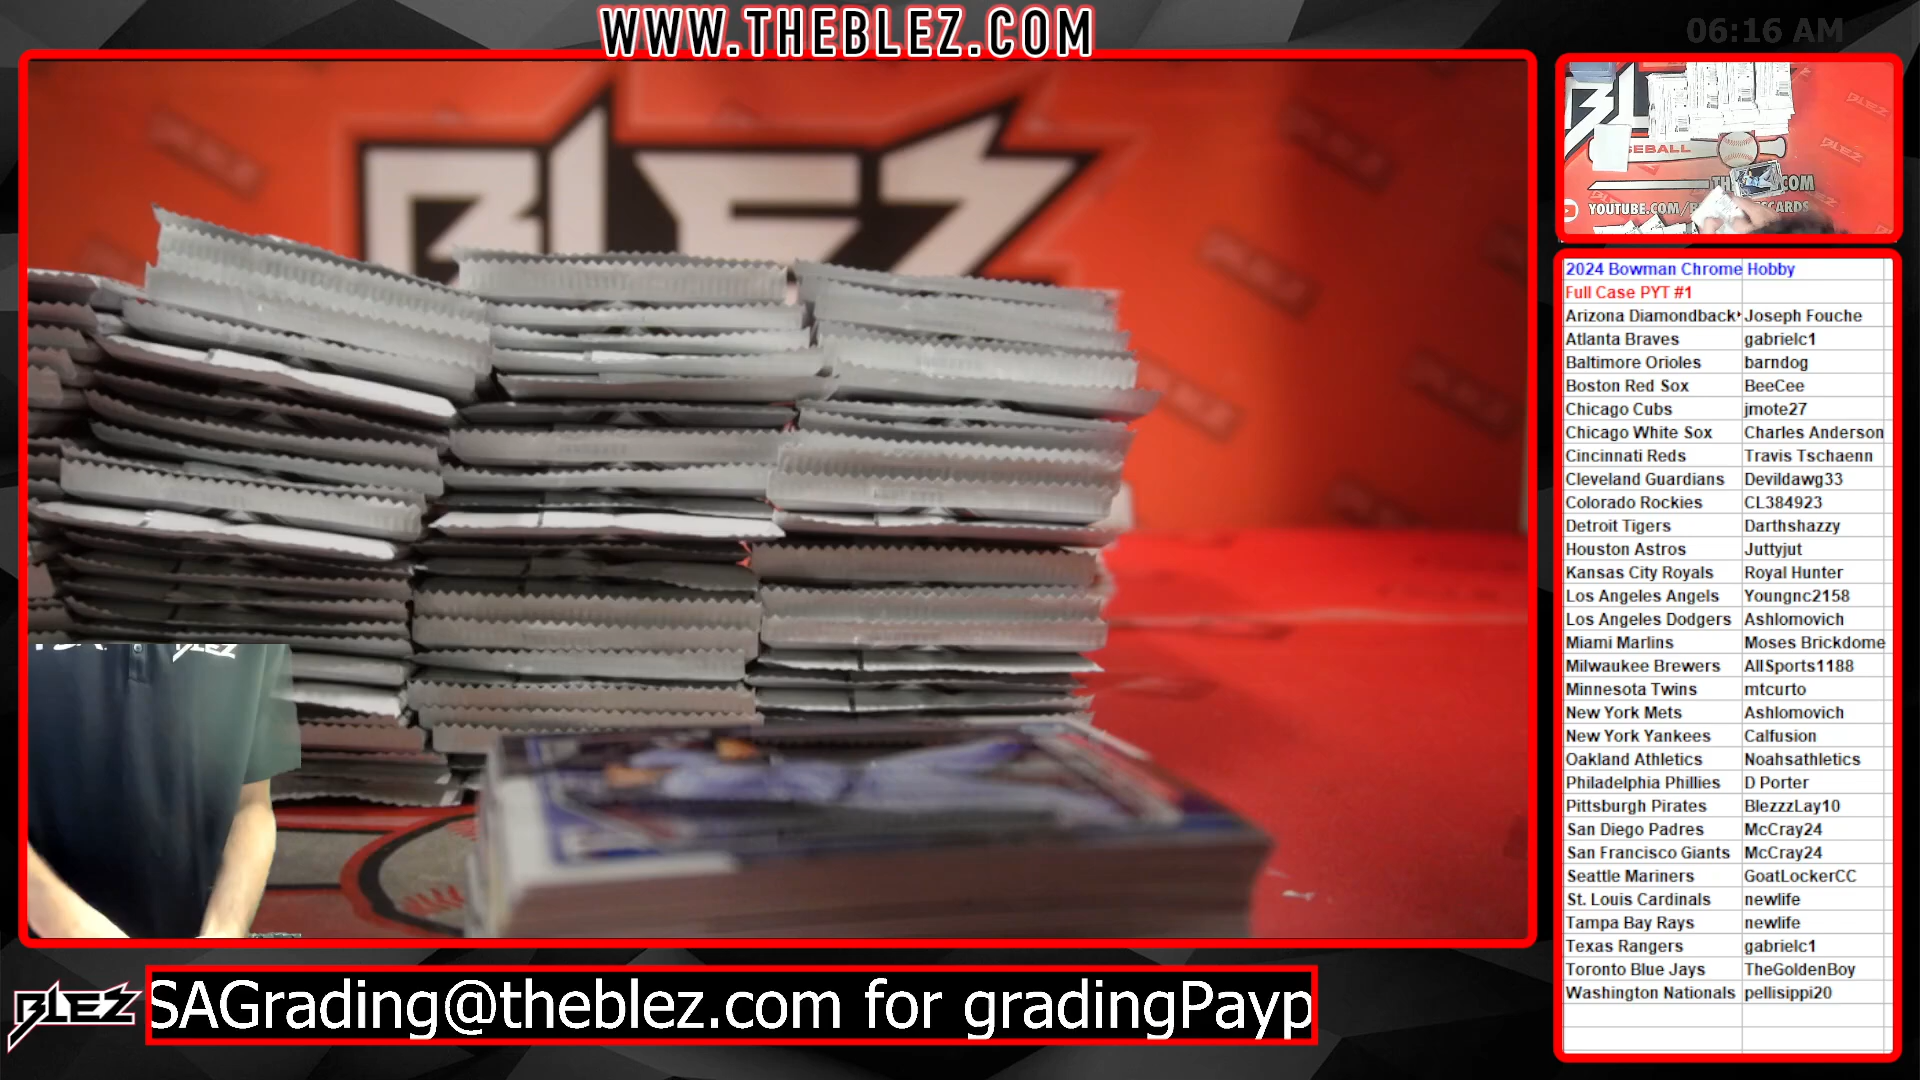 WWW.THEBLEZ.COM
06:16 AM
BLEZ
BLEZ
BASEBALL
YOUTUBE.COM/
2024 Bowman Chrome Hobby
Full Case PYT #1
Arizona Diamondback Joseph Fouche
Atlanta Braves gabrielc1
Baltimore Orioles barndog
Boston Red Sox BeeCee
Chicago Cubs jmote27
Chicago White Sox Charles Anderson
Cincinnati Reds Travis Tschaenn
Cleveland Guardians Devildawg33
Colorado Rockies CL384923
Detroit Tigers Darthshazzy
Houston Astros Juttyjut
Kansas City Royals Royal Hunter
Los Angeles Angels Youngnc2158
Los Angeles Dodgers Ashlomovich
Miami Marlins Moses Brickdome
Milwaukee Brewers AllSports1188
Minnesota Twins mtcurto
New York Mets Ashlomovich
New York Yankees Calfusion
Oakland Athletics Noahsathletics
Philadelphia Phillies D Porter
Pittsburgh Pirates BlezzzLay10
San Diego Padres McCray24
San Francisco Giants McCray24
Seattle Mariners GoatLockerCC
St. Louis Cardinals newlife
Tampa Bay Rays newlife
Texas Rangers gabrielc1
Toronto Blue Jays TheGoldenBoy
Washington Nationals pellisippi20
BLEZ
SAGrading@theblez.com for gradingPayp